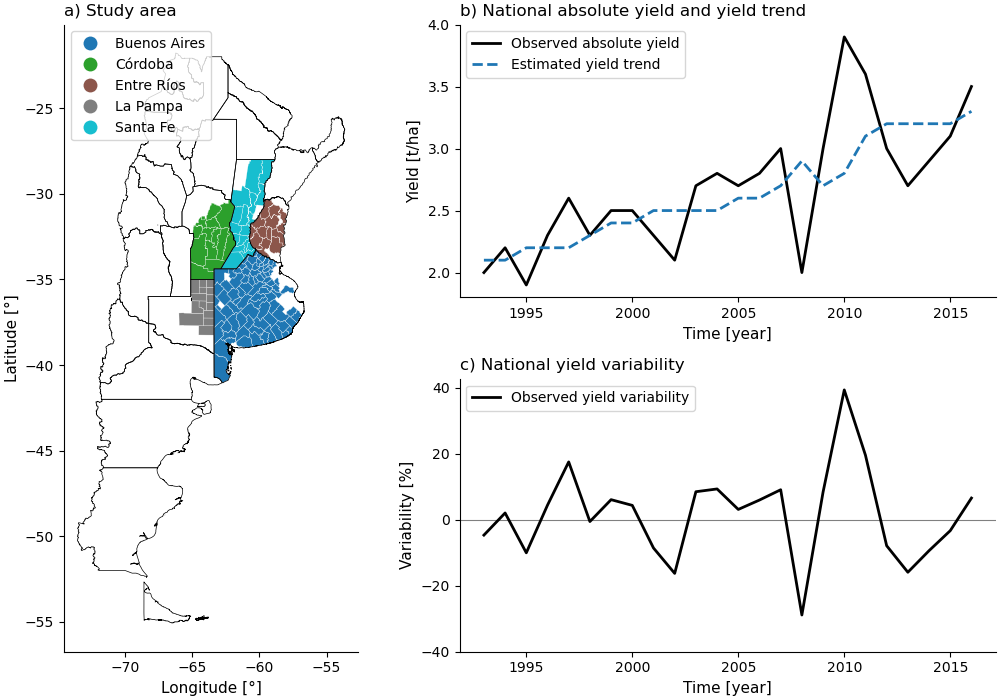 a) Study area
Buenos Aires
Córdoba
Entre Ríos
La Pampa
Santa Fe
−25
−30
−35
−40
−45
−50
−55
Latitude [°]
−70
−65
−60
−55
Longitude [°]
b) National absolute yield and yield trend
Observed absolute yield
Estimated yield trend
4.0
3.5
3.0
2.5
2.0
Yield [t/ha]
1995
2000
2005
2010
2015
Time [year]
c) National yield variability
Observed yield variability
40
20
0
−20
−40
Variability [%]
1995
2000
2005
2010
2015
Time [year]